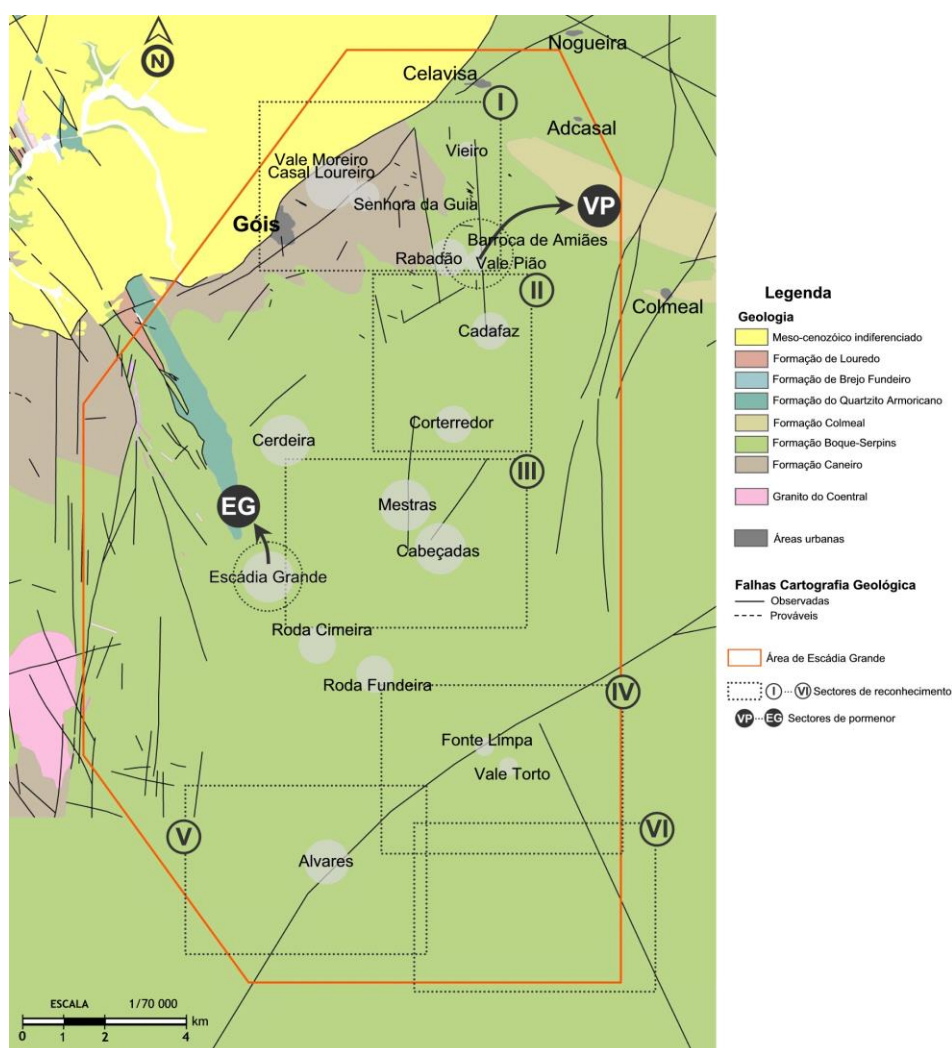 N
Nogueira
Celavisa
I
Adcasal
Vieiro
Vale Moreiro
Casal Loureiro
Senhora da Guia
VP
Góis
Barroca de Amiães
Rabadão
Vale Pião
II
Colmeal
Cadafaz
Corterredor
Cerdeira
III
EG
Mestras
Cabeçadas
Escádia Grande
Roda Cimeira
Roda Fundeira
IV
Fonte Limpa
Vale Torto
V
VI
Alvares
ESCALA 1/70 000
km
0 1 2 4
Legenda
Geologia
Meso-cenozóico indiferenciado
Formação de Louredo
Formação de Brejo Fundeiro
Formação do Quartzito Armoricano
Formação Colmeal
Formação Boque-Serpins
Formação Caneiro
Granito do Coentral
Áreas urbanas
Falhas Cartografia Geológica
Observadas
Prováveis
Área de Escádia Grande
I ... VI Sectores de reconhecimento
VP ... EG Sectores de pormenor